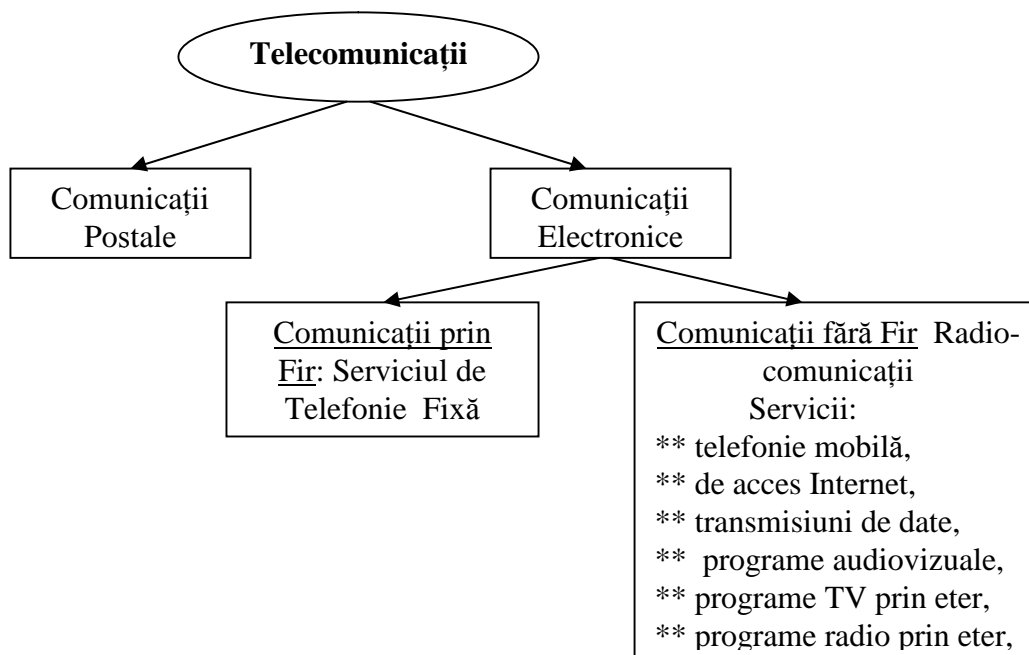 Telecomunicații
Comunicații
Postale
Comunicații
Electronice
Comunicații prin
Fir: Serviciul de
Telefonie Fixă
Comunicații fără Fir Radio-
comunicații
Servicii:
** telefonie mobilă,
** de acces Internet,
** transmisiuni de date,
** programe audiovizuale,
** programe TV prin eter,
** programe radio prin eter,